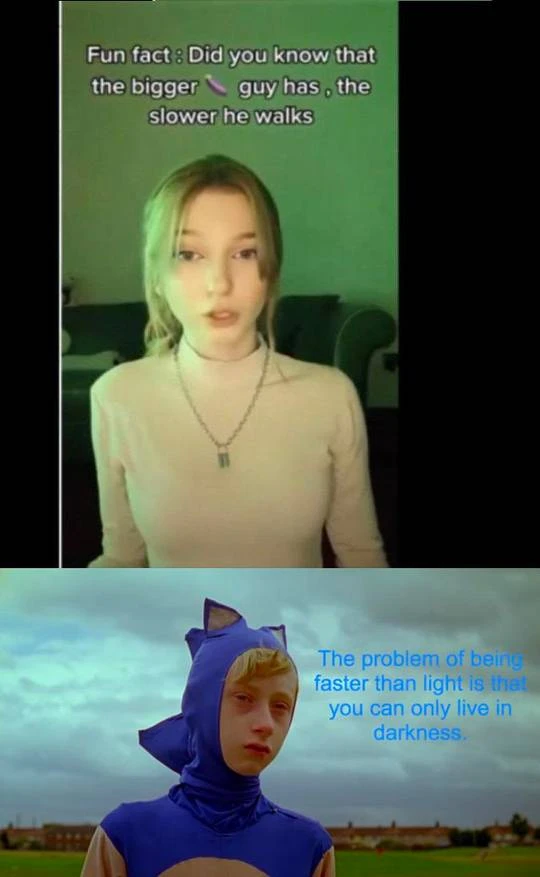 Fun fact : Did you know that
the bigger 🍆 guy has , the
slower he walks
The problem of being
faster than light is that
you can only live in
darkness.